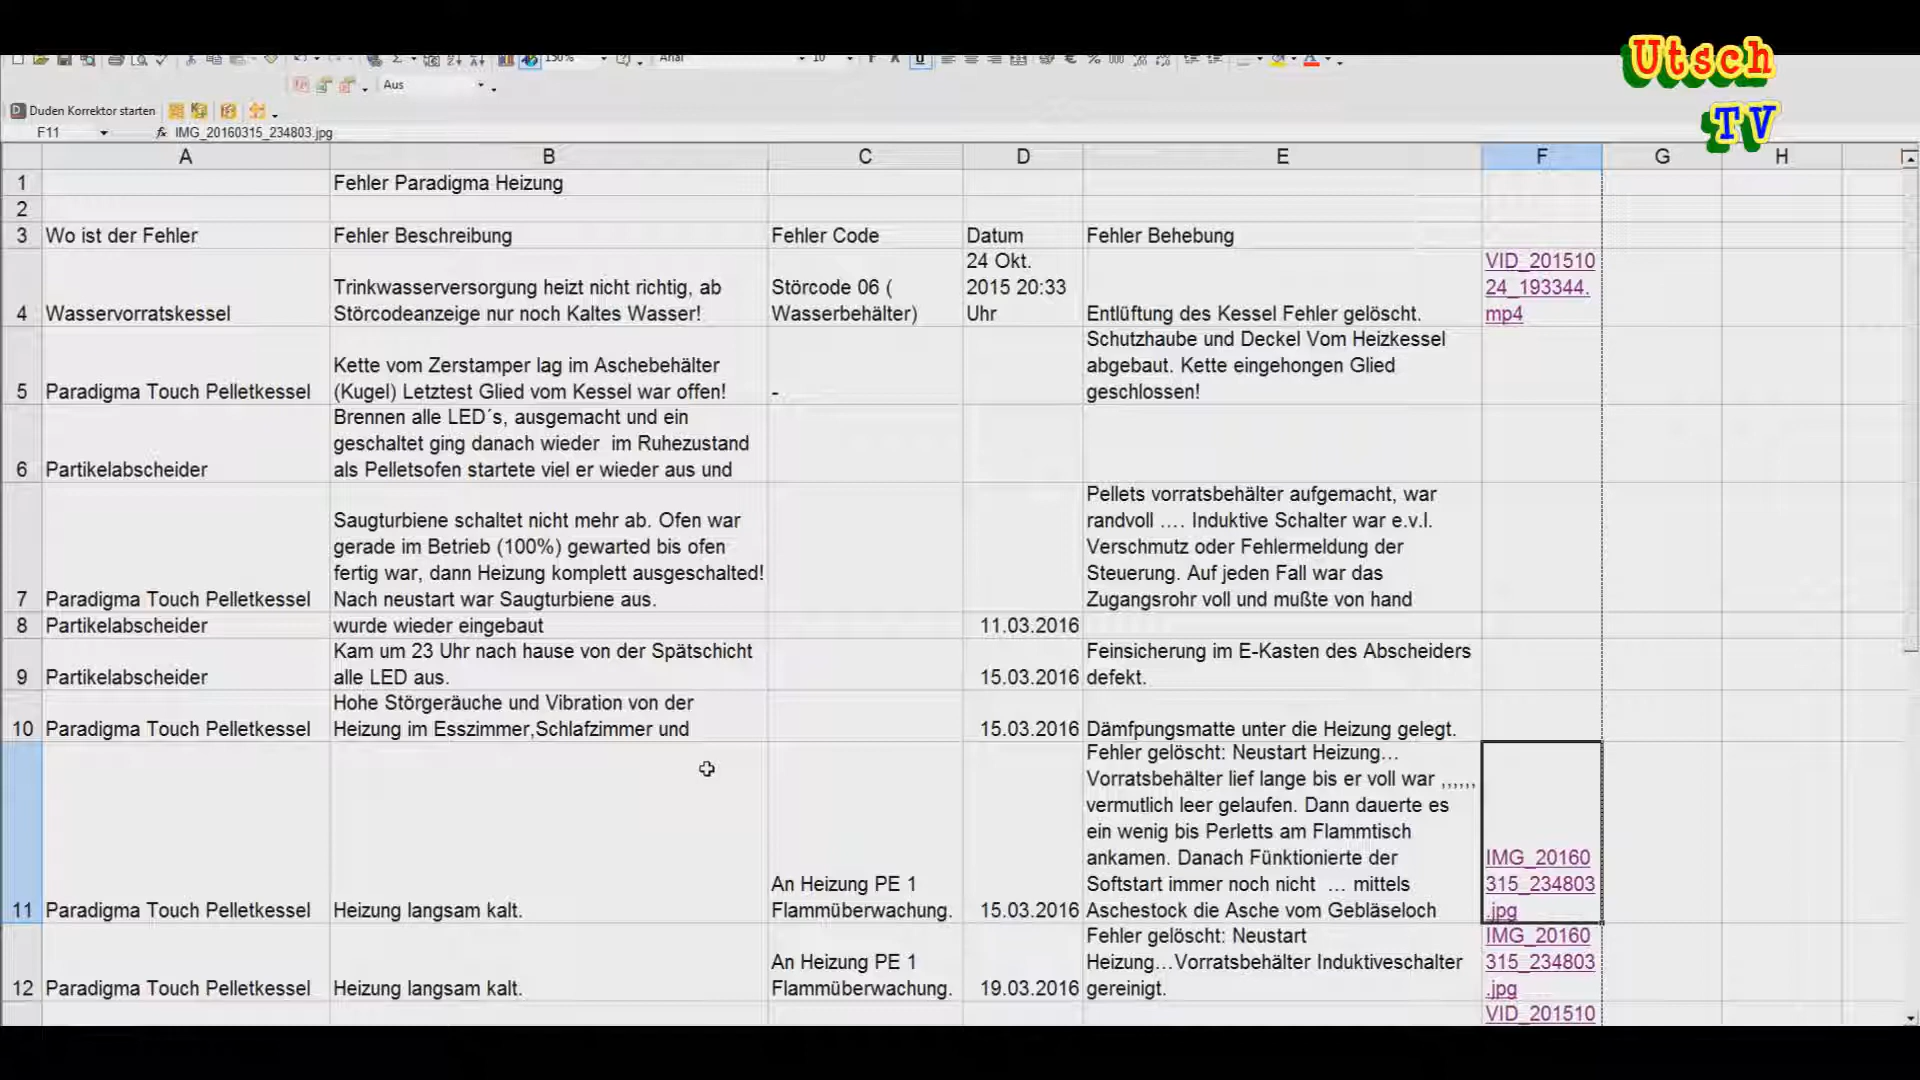 Utsch
TV
150%
Arial
10
Aus
Duden Korrektor starten
F11
IMG_20160315_234803.jpg
A B C D E F G H
1 Fehler Paradigma Heizung
2
3 Wo ist der Fehler Fehler Beschreibung Fehler Code Datum Fehler Behebung
4 Wasservorratskessel
Trinkwasserversorgung heizt nicht richtig, ab
Störcodeanzeige nur noch Kaltes Wasser!
Störcode 06 (
Wasserbehälter)
24 Okt.
2015 20:33
Uhr
Entlüftung des Kessel Fehler gelöscht.
VID_201510
24_193344.
mp4
5 Paradigma Touch Pelletkessel
Kette vom Zerstamper lag im Aschebehälter
(Kugel) Letztest Glied vom Kessel war offen!
-
Schutzhaube und Deckel Vom Heizkessel
abgebaut. Kette eingehongen Glied
geschlossen!
6 Partikelabscheider
Brennen alle LED´s, ausgemacht und ein
geschaltet ging danach wieder  im Ruhezustand
als Pelletsofen startete viel er wieder aus und
7 Paradigma Touch Pelletkessel
Saugturbiene schaltet nicht mehr ab. Ofen war
gerade im Betrieb (100%) gewarted bis ofen
fertig war, dann Heizung komplett ausgeschalted!
Nach neustart war Saugturbiene aus.
Pellets vorratsbehälter aufgemacht, war
randvoll …. Induktive Schalter war e.v.l.
Verschmutz oder Fehlermeldung der
Steuerung. Auf jeden Fall war das
Zugangsrohr voll und mußte von hand
8 Partikelabscheider wurde wieder eingebaut 11.03.2016
9 Partikelabscheider
Kam um 23 Uhr nach hause von der Spätschicht
alle LED aus.
15.03.2016
Feinsicherung im E-Kasten des Abscheiders
defekt.
10 Paradigma Touch Pelletkessel
Hohe Störgeräuche und Vibration von der
Heizung im Esszimmer,Schlafzimmer und
15.03.2016
Dämfpungsmatte unter die Heizung gelegt.
11 Paradigma Touch Pelletkessel
Heizung langsam kalt.
An Heizung PE 1
Flammüberwachung.
15.03.2016
Fehler gelöscht: Neustart Heizung…
Vorratsbehälter lief lange bis er voll war ,,,,,,
vermutlich leer gelaufen. Dann dauerte es
ein wenig bis Perletts am Flammtisch
ankamen. Danach Fünktionierte der
Softstart immer noch nicht  … mittels
Aschestock die Asche vom Gebläseloch
IMG_20160
315_234803
.jpg
12 Paradigma Touch Pelletkessel
Heizung langsam kalt.
An Heizung PE 1
Flammüberwachung.
19.03.2016
Fehler gelöscht: Neustart
Heizung…Vorratsbehälter Induktiveschalter
gereinigt.
IMG_20160
315_234803
.jpg
VID_201510